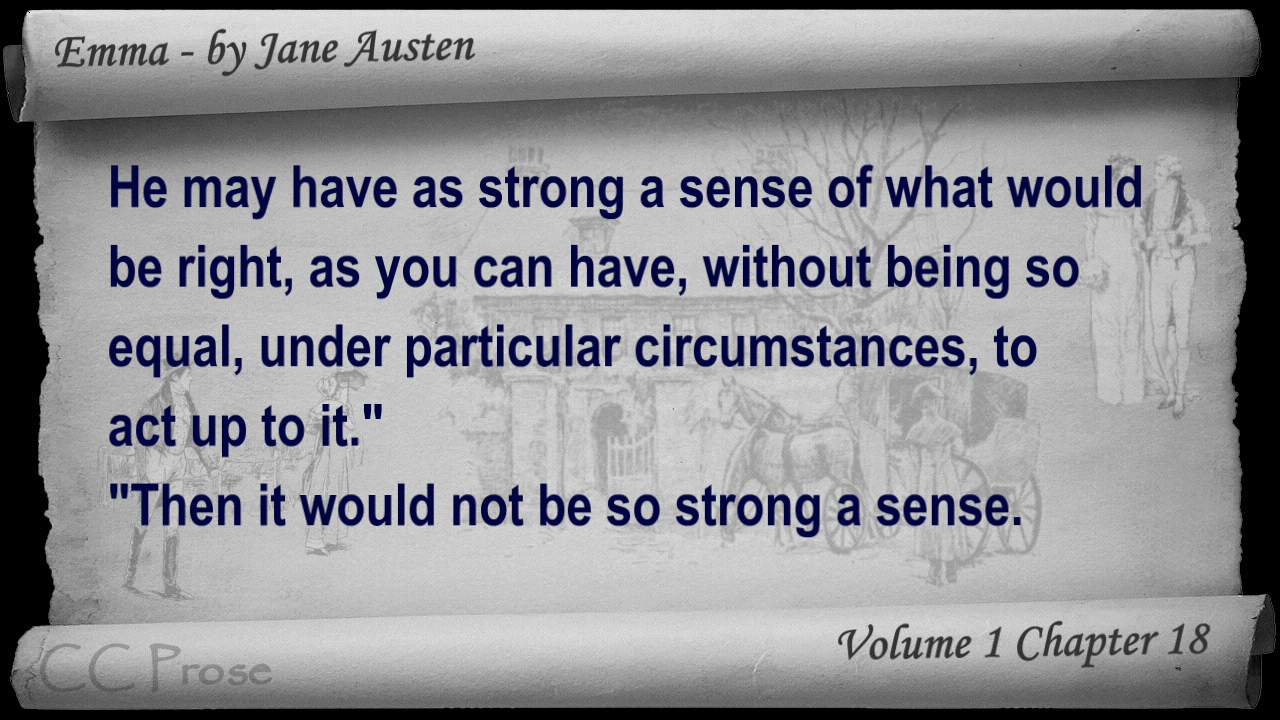 Emma - by Jane Austen
He may have as strong a sense of what would
be right, as you can have, without being so
equal, under particular circumstances, to
act up to it."
"Then it would not be so strong a sense.
Volume 1 Chapter 18
CC Prose